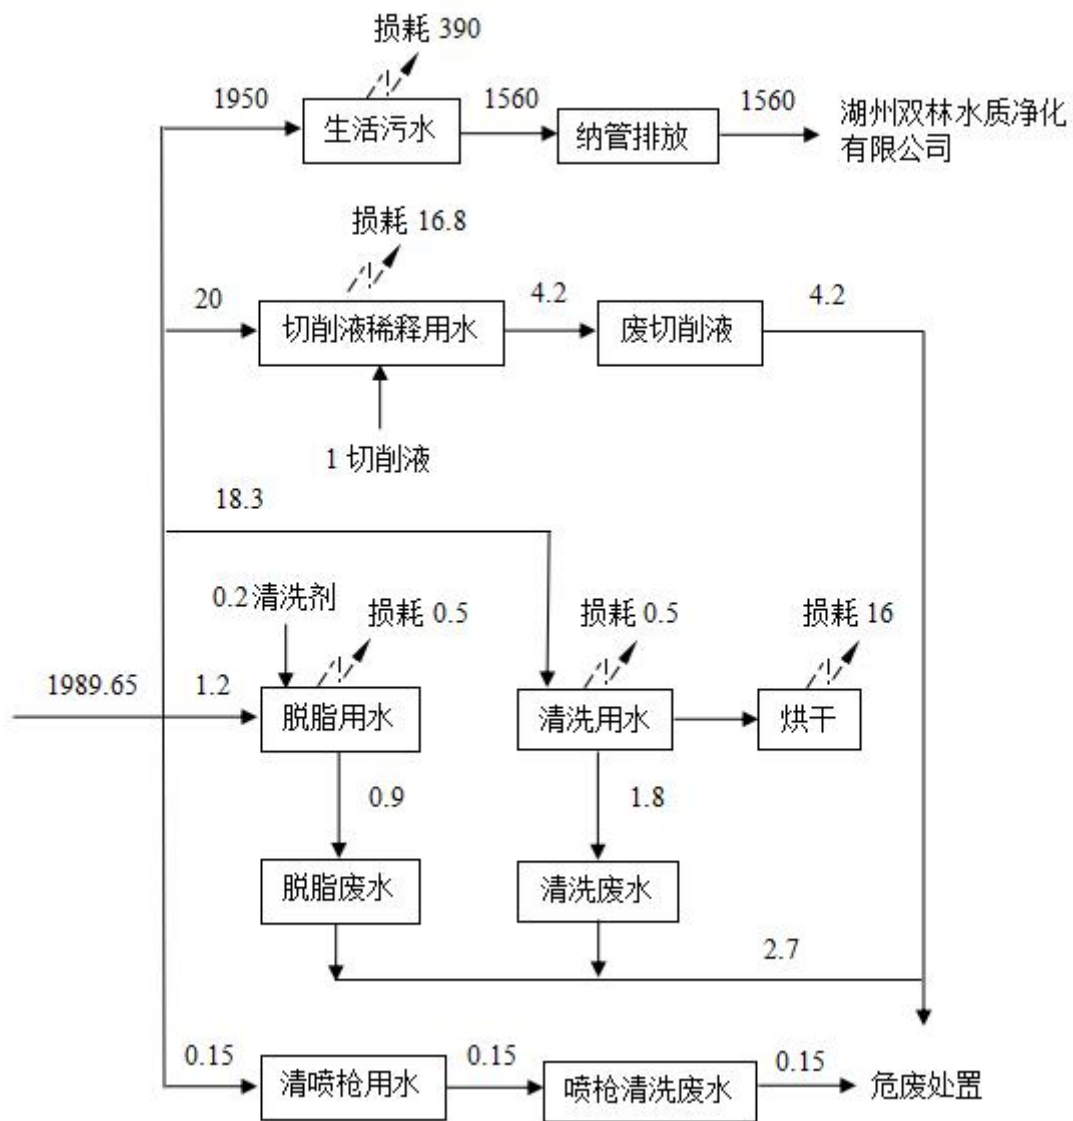 损耗 390
1950
生活污水
1560
纳管排放
1560
湖州双林水质净化
有限公司
损耗 16.8
20
切削液稀释用水
4.2
废切削液
4.2
1 切削液
18.3
0.2 清洗剂
损耗 0.5
损耗 0.5
损耗 16
1989.65
1.2
脱脂用水
清洗用水
烘干
0.9
1.8
脱脂废水
清洗废水
2.7
0.15
清喷枪用水
0.15
喷枪清洗废水
0.15
危废处置